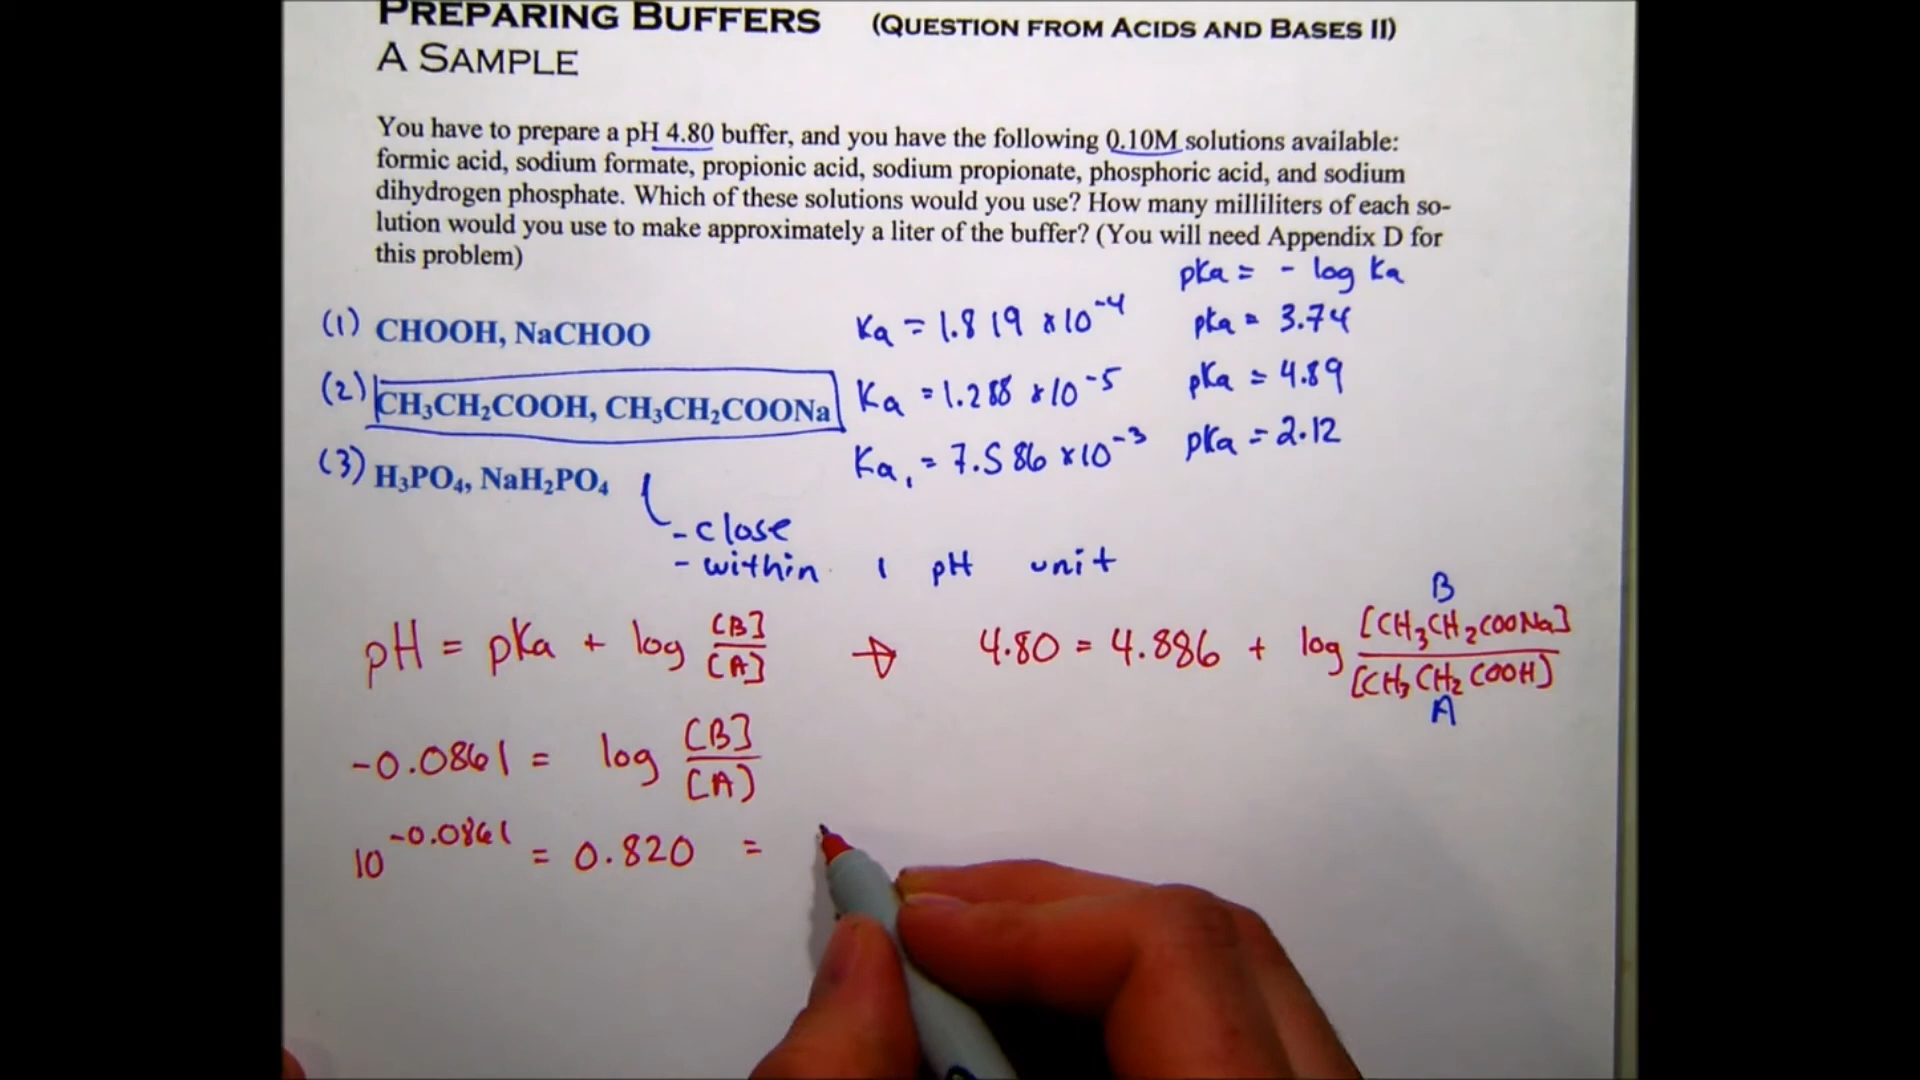 PREPARING BUFFERS (QUESTION FROM ACIDS AND BASES II)
A SAMPLE
You have to prepare a pH 4.80 buffer, and you have the following 0.10M solutions available:
formic acid, sodium formate, propionic acid, sodium propionate, phosphoric acid, and sodium
dihydrogen phosphate. Which of these solutions would you use? How many milliliters of each so-
lution would you use to make approximately a liter of the buffer? (You will need Appendix D for
this problem)
pKa = - log Ka
(1) CHOOH, NaCHOO Ka = 1.819 x10⁻⁴ pKa = 3.74
(2) CH₃CH₂COOH, CH₃CH₂COONa Ka = 1.288 x10⁻⁵ pKa = 4.89
(3) H₃PO₄, NaH₂PO₄ Ka₁ = 7.586 x10⁻³ pKa = 2.12
- close
- within 1 pH unit
pH = pKa + log [B]/[A] → 4.80 = 4.886 + log [CH₃CH₂COONa]/[CH₃CH₂COOH]
B
A
-0.0861 = log [B]/[A]
10^-0.0861 = 0.820 =